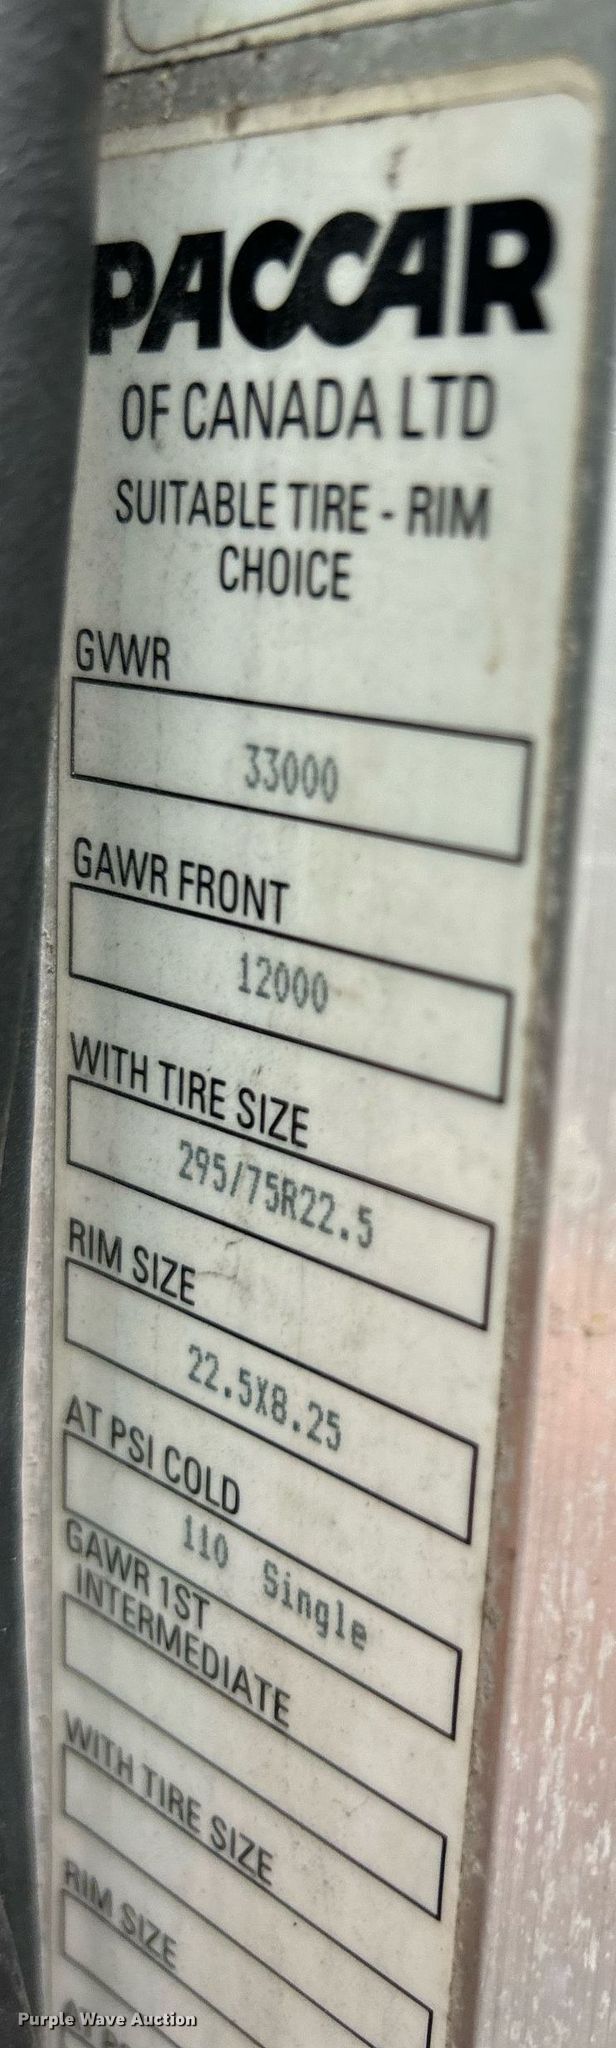 PACCAR
OF CANADA LTD
SUITABLE TIRE - RIM
CHOICE
GVWR
33000
GAWR FRONT
12000
WITH TIRE SIZE
295/75R22.5
RIM SIZE
22.5X8.25
AT PSI COLD
110 Single
GAWR 1ST
INTERMEDIATE
WITH TIRE SIZE
RIM SIZE
Purple Wave Auction